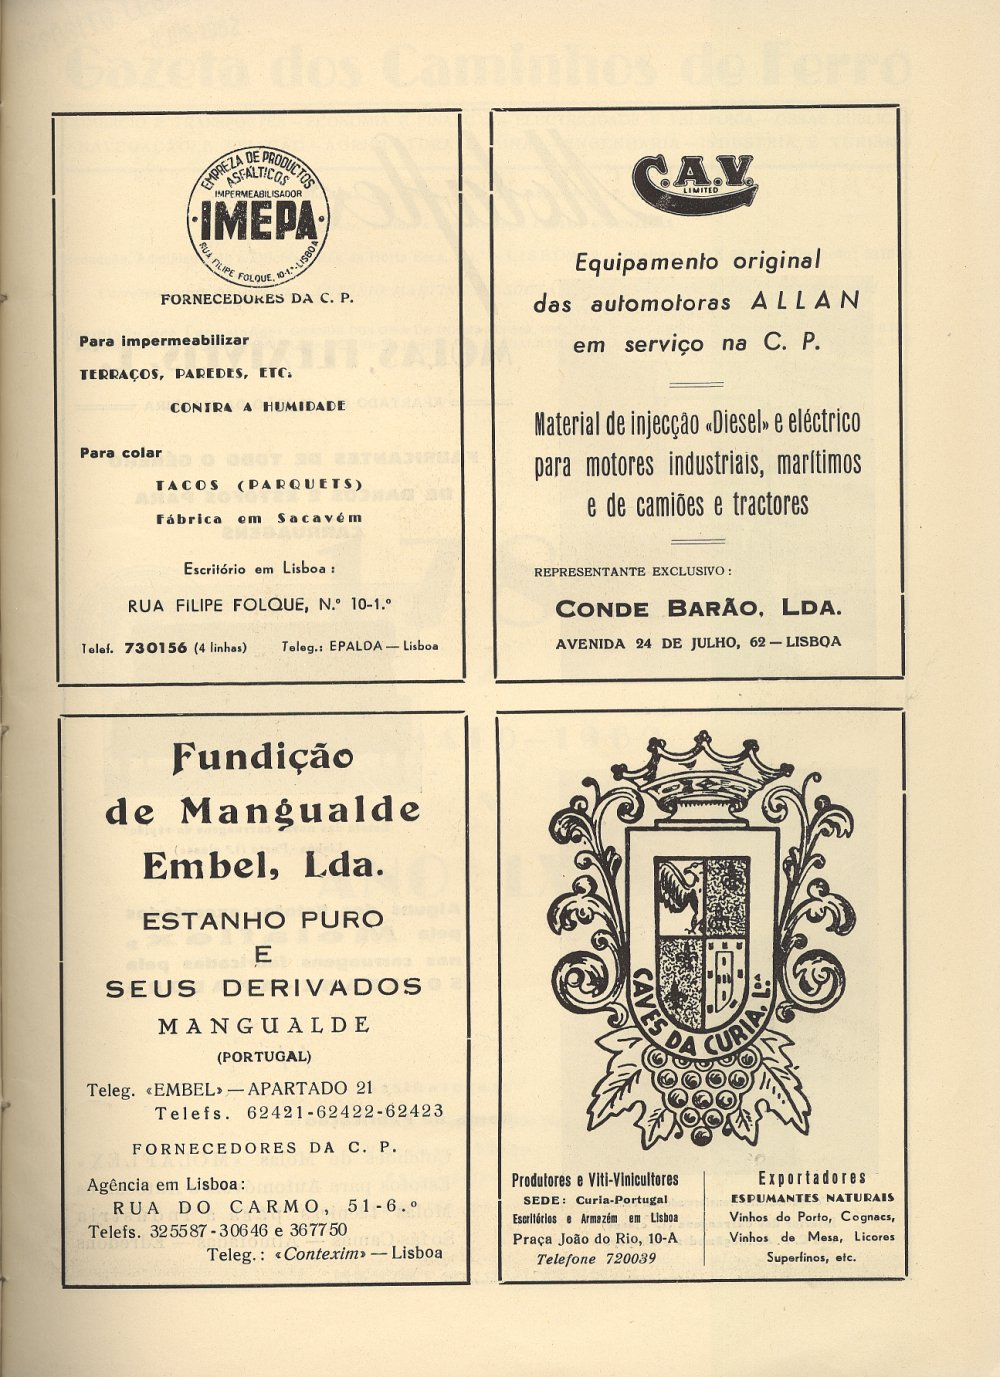 Gazeta dos Caminhos de Ferro
EMPREZA DE PRODUCTOS
ASFÁLTICOS
IMPERMEABILISADOR
IMEPA
RUA FILIPE FOLQUE, 10-1.º-LISBOA
FORNECEDORES DA C. P.
Para impermeabilizar
TERRAÇOS, PAREDES, ETC.
CONTRA A HUMIDADE
Para colar
TACOS (PARQUETS)
Fábrica em Sacavém
Escritório em Lisboa:
RUA FILIPE FOLQUE, N.º 10-1.º
Telef. 730156 (4 linhas) Teleg.: EPALDA — Lisboa
C.A.V.
LIMITED
Equipamento original
das automotoras ALLAN
em serviço na C. P.
Material de injecção «Diesel» e eléctrico
para motores industriais, marítimos
e de camiões e tractores
REPRESENTANTE EXCLUSIVO:
CONDE BARÃO, LDA.
AVENIDA 24 DE JULHO, 62 — LISBOA
Fundição
de Mangualde
Embel, Lda.
ESTANHO PURO
E
SEUS DERIVADOS
MANGUALDE
(PORTUGAL)
Teleg. «EMBEL» — APARTADO 21
Telefs. 62421-62422-62423
FORNECEDORES DA C. P.
Agência em Lisboa:
RUA DO CARMO, 51-6.º
Telefs. 325587-30646 e 367750
Teleg.: «Contexim» — Lisboa
CAVES DA CURIA, L.DA
Produtores e Viti-Vinicultores
SEDE: Curia-Portugal
Escritórios e Armazém em Lisboa
Praça João do Rio, 10-A
Telefone 720039
Exportadores
ESPUMANTES NATURAIS
Vinhos do Porto, Cognacs,
Vinhos de Mesa, Licores
Superfinos, etc.